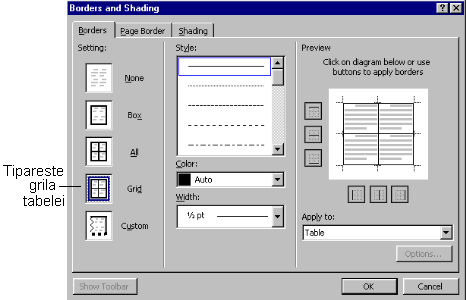 Borders and Shading
Borders
Page Border
Shading
Setting:
None
Box
All
Grid
Custom
Tipareste
grila
tabelei
Style:
Color:
Auto
Width:
½ pt
Preview
Click on diagram below or use
buttons to apply borders
Apply to:
Table
Options...
Show Toolbar
OK
Cancel